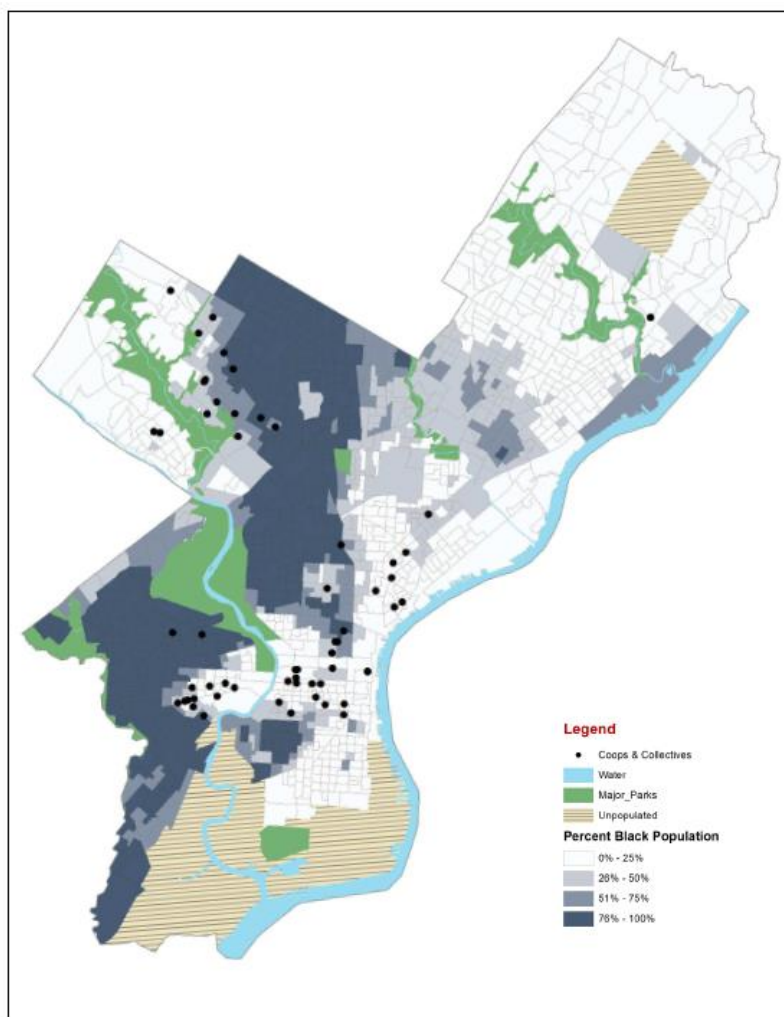 Legend
Coops & Collectives
Water
Major_Parks
Unpopulated
Percent Black Population
0% - 25%
26% - 50%
51% - 75%
76% - 100%